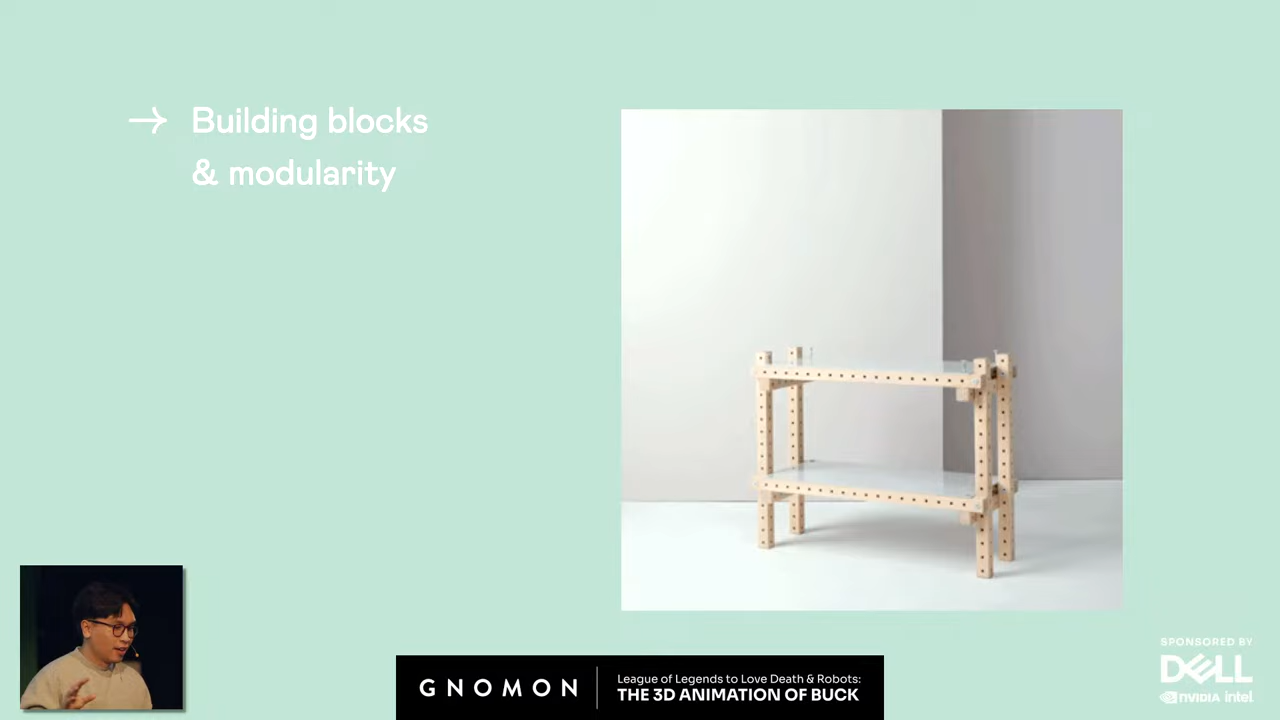 → Building blocks
& modularity
GNOMON
League of Legends to Love Death & Robots:
THE 3D ANIMATION OF BUCK
SPONSORED BY
DELL
NVIDIA intel